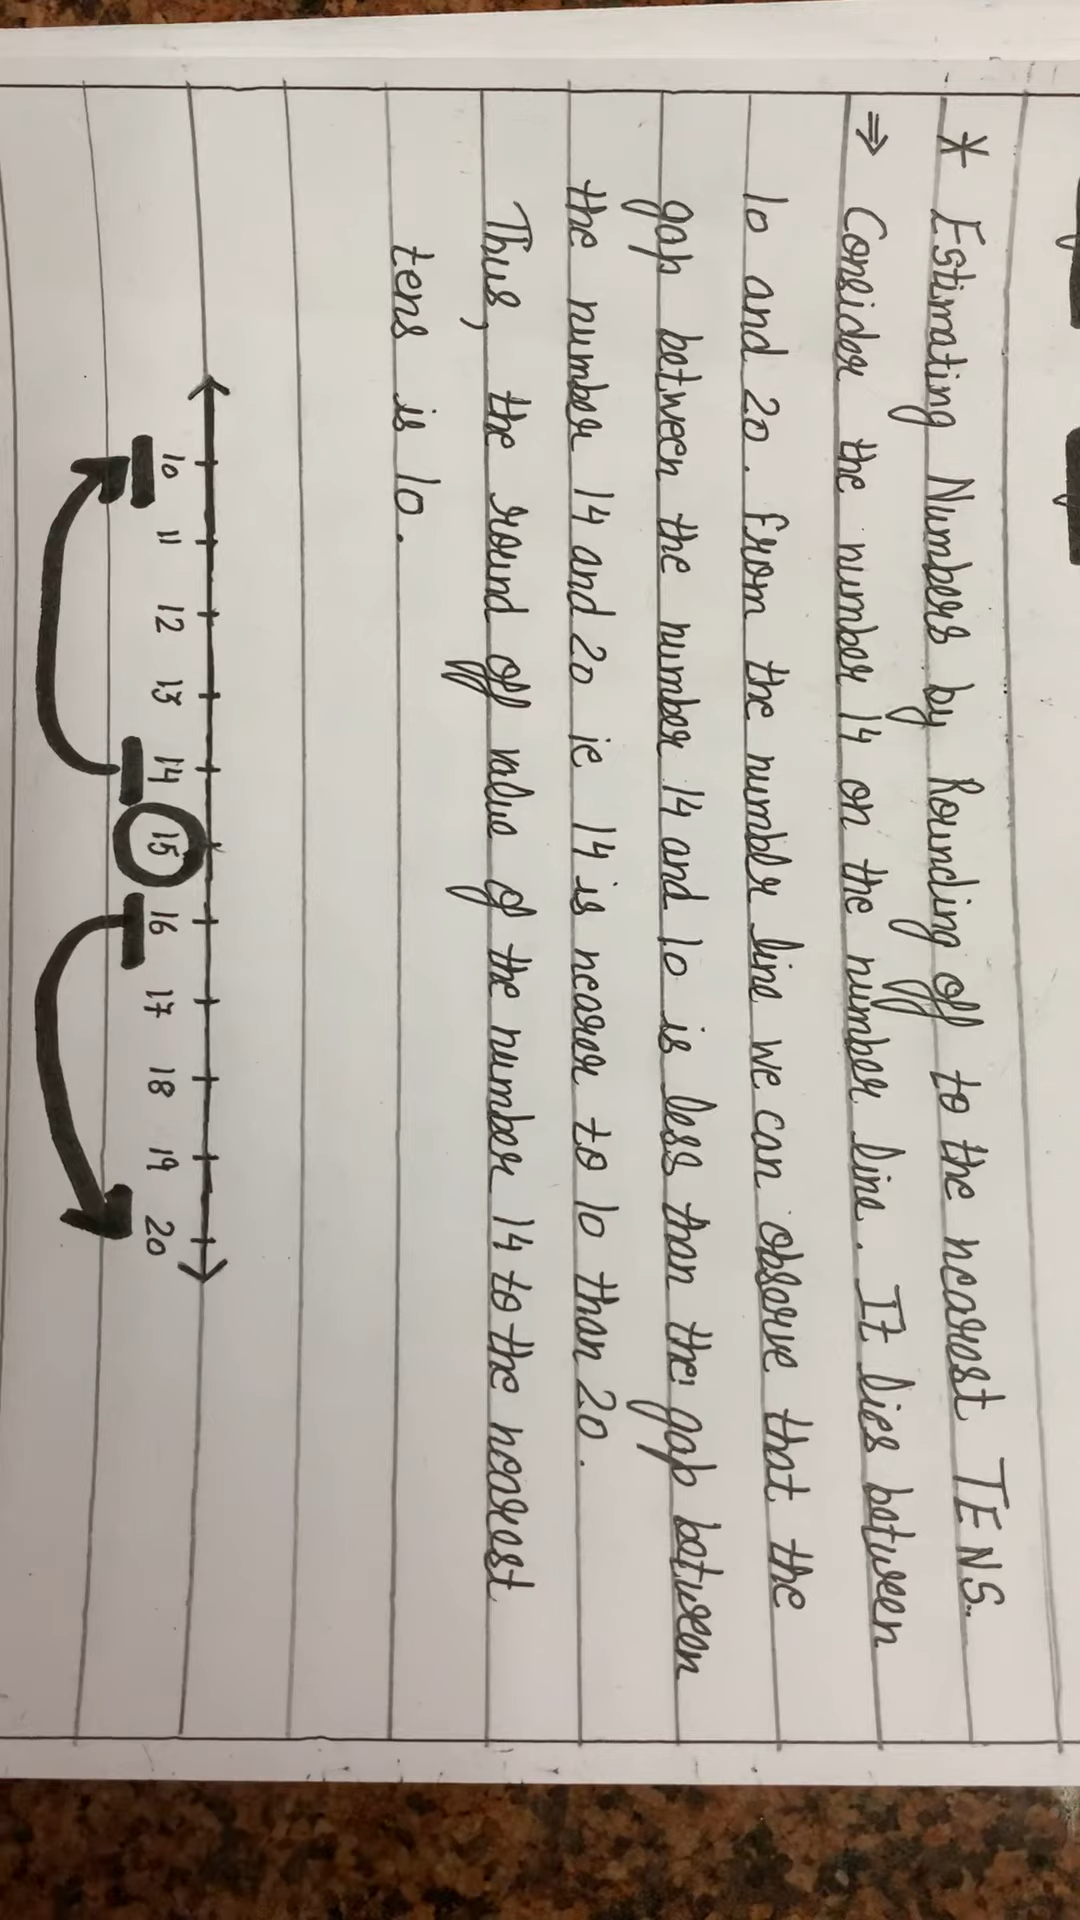 * Estimating Numbers by Rounding off to the nearest TENS.
⇒ Consider the number 14 on the number line. It lies between
10 and 20. From the number line we can observe that the
gap between the number 14 and 10 is less than the gap between
the number 14 and 20 ie 14 is nearer to 10 than 20.
Thus, the round off value of the number 14 to the nearest
tens is 10.
10 11 12 13 14 15 16 17 18 19 20